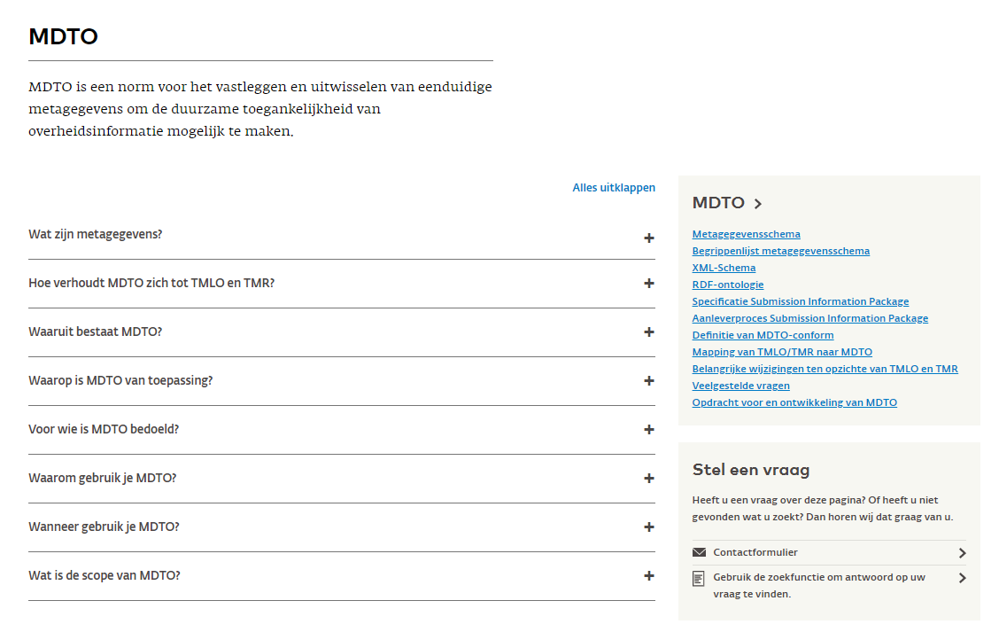 MDTO
MDTO is een norm voor het vastleggen en uitwisselen van eenduidige
metagegevens om de duurzame toegankelijkheid van
overheidsinformatie mogelijk te maken.
Alles uitklappen
Wat zijn metagegevens?
Hoe verhoudt MDTO zich tot TMLO en TMR?
Waaruit bestaat MDTO?
Waarop is MDTO van toepassing?
Voor wie is MDTO bedoeld?
Waarom gebruik je MDTO?
Wanneer gebruik je MDTO?
Wat is de scope van MDTO?
MDTO
Metagegevensschema
Begrippenlijst metagegevensschema
XML-Schema
RDF-ontologie
Specificatie Submission Information Package
Aanleverproces Submission Information Package
Definitie van MDTO-conform
Mapping van TMLO/TMR naar MDTO
Belangrijke wijzigingen ten opzichte van TMLO en TMR
Veelgestelde vragen
Opdracht voor en ontwikkeling van MDTO
Stel een vraag
Heeft u een vraag over deze pagina? Of heeft u niet
gevonden wat u zoekt? Dan horen wij dat graag van u.
Contactformulier
Gebruik de zoekfunctie om antwoord op uw
vraag te vinden.